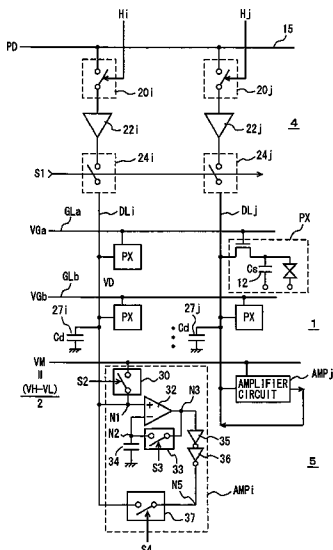 Hi Hj
15
PD
20i 20j
22i 22j
4
24i 24j
S1
GLa DLi DLj PX
VGa
PX Cs
12
GLb VD
VGb
27i 27j
Cd PX Cd PX
1
VM
30
S2 32 N3 AMPj
(VH-VL)
2
N1 AMPLIFIER
CIRCUIT
N2 35
34 33 36
S3 5
N5 AMPi
37
S4